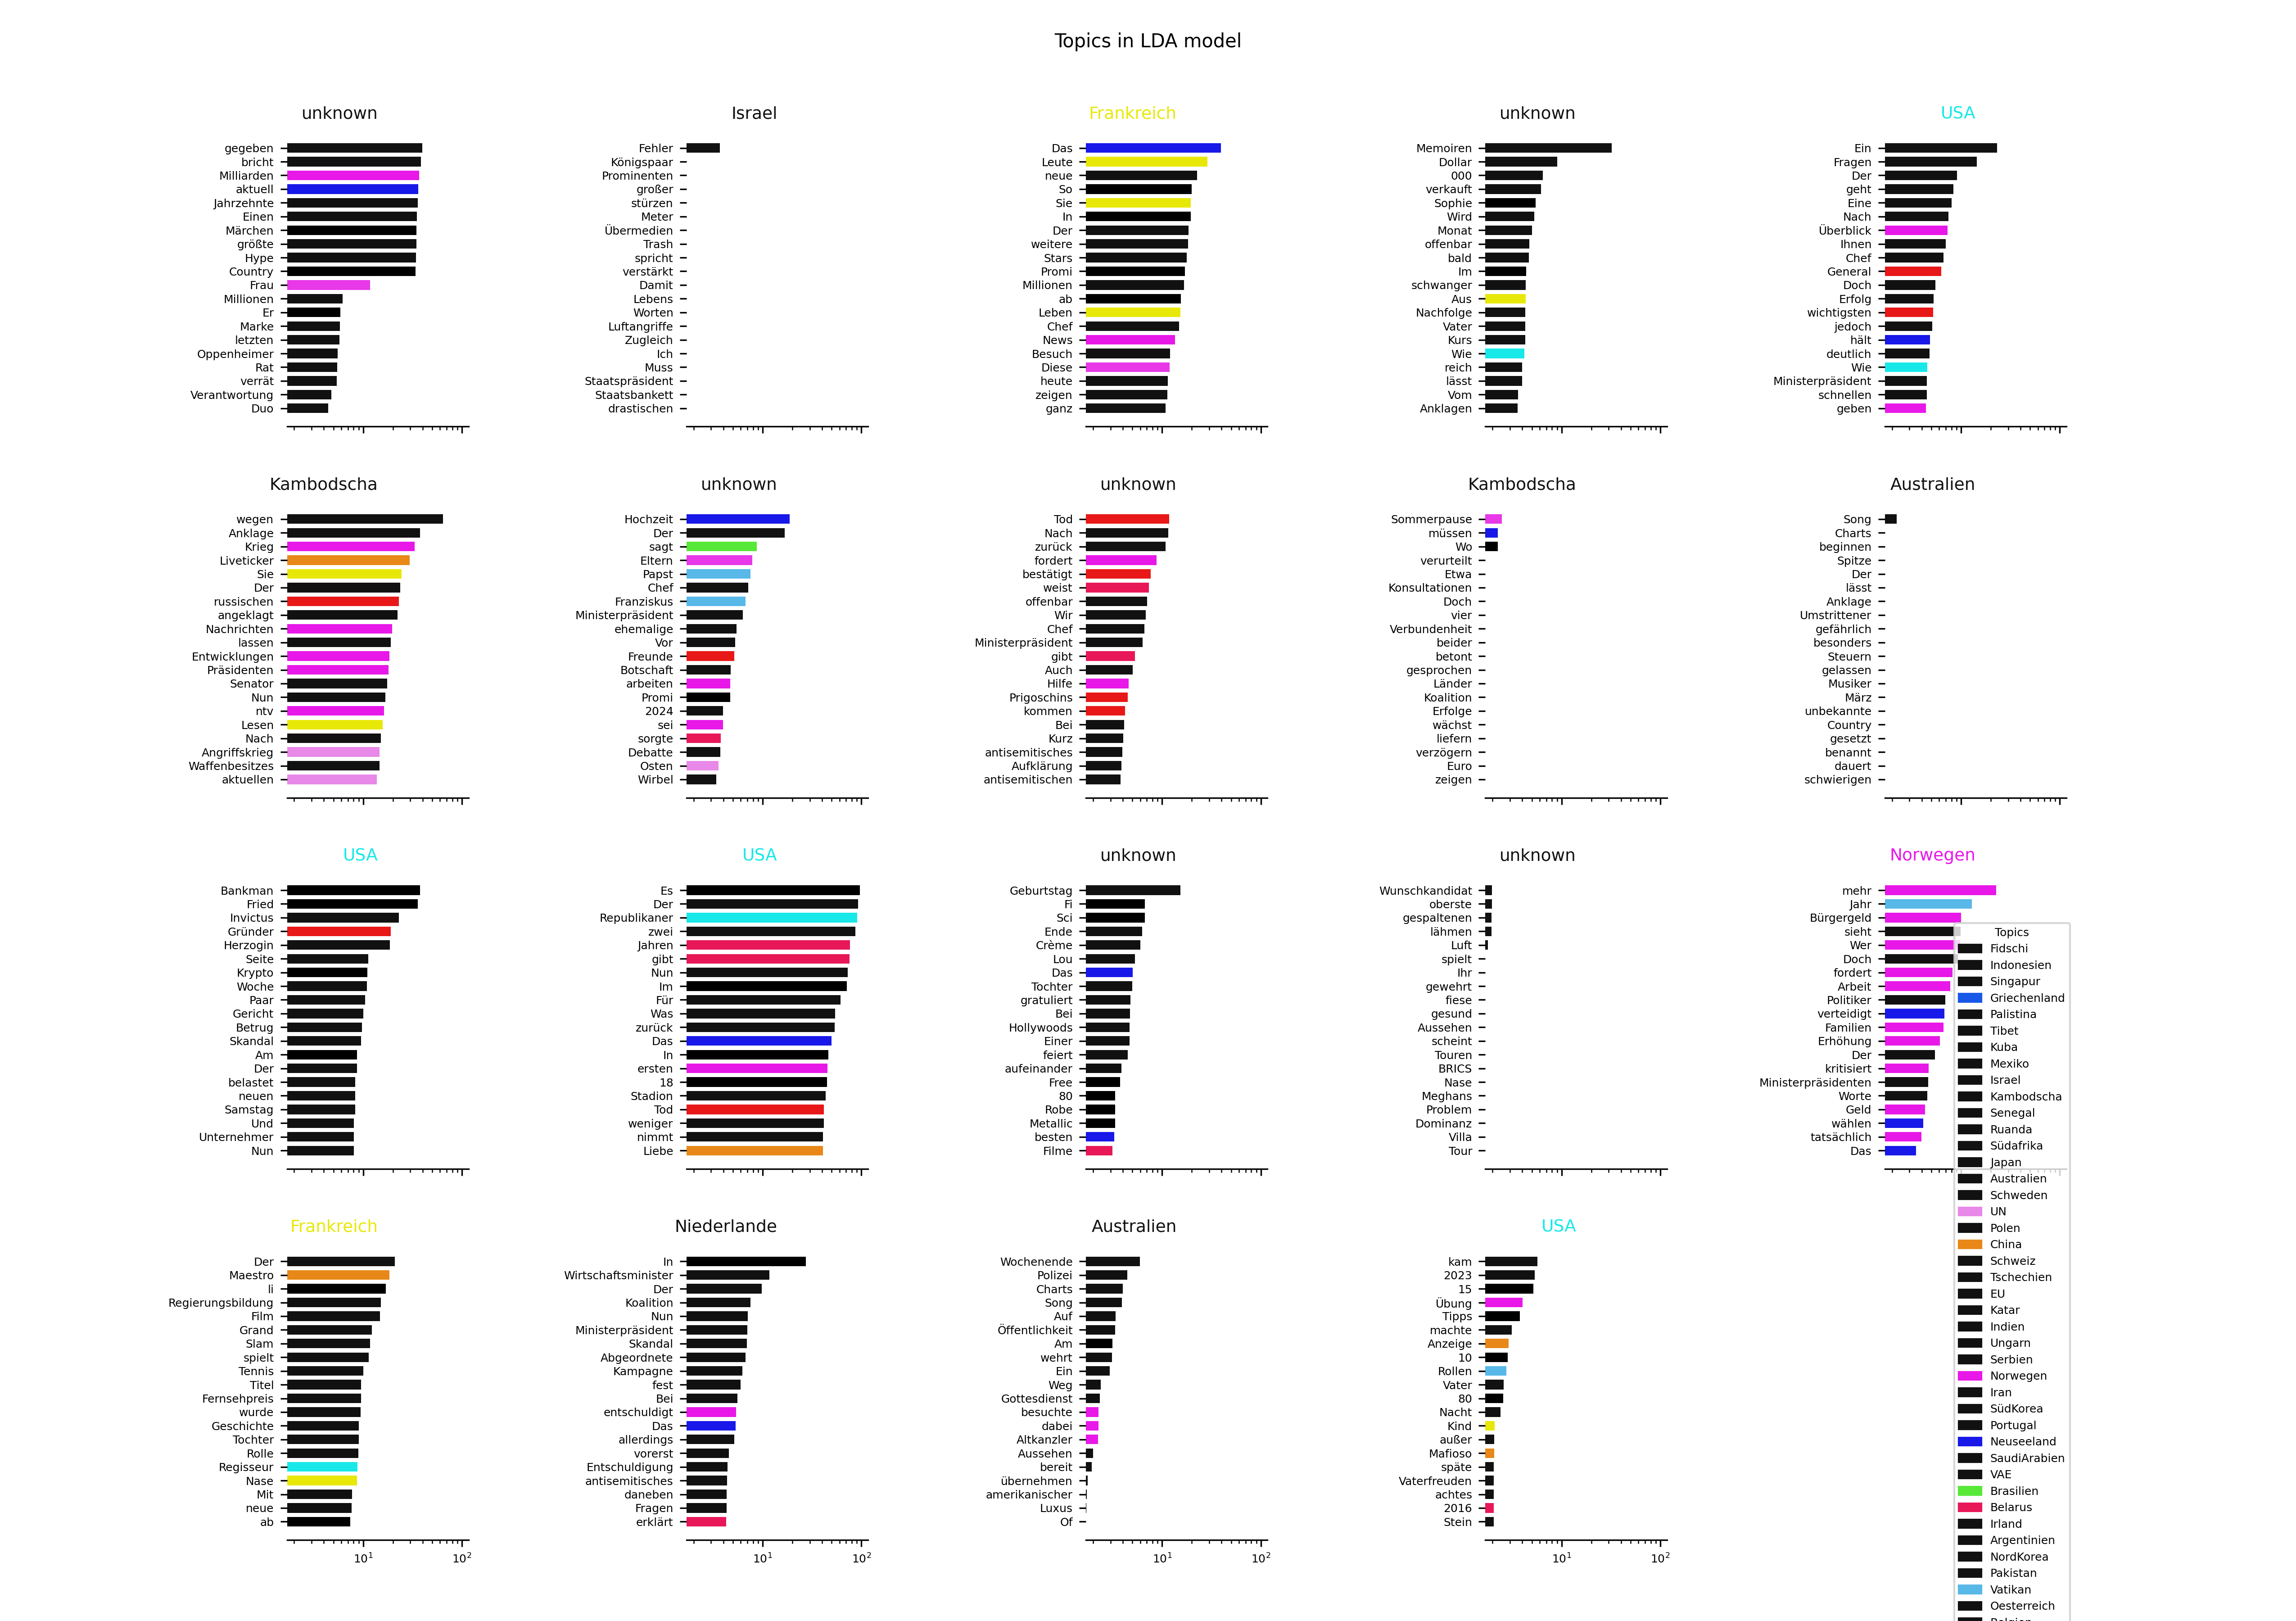 Topics in LDA model
unknown
gegeben
bricht
Milliarden
aktuell
Jahrzehnte
Einen
Märchen
größte
Hype
Country
Frau
Millionen
Er
Marke
letzten
Oppenheimer
Rat
verrät
Verantwortung
Duo
Israel
Fehler
Königspaar
Prominenten
großer
stürzen
Meter
Übermedien
Trash
spricht
verstärkt
Damit
Lebens
Worten
Luftangriffe
Zugleich
Ich
Muss
Staatspräsident
Staatsbankett
drastischen
Frankreich
Das
Leute
neue
So
Sie
In
Der
weitere
Stars
Promi
Millionen
ab
Leben
Chef
News
Besuch
Diese
heute
zeigen
ganz
unknown
Memoiren
Dollar
000
verkauft
Sophie
Wird
Monat
offenbar
bald
Im
schwanger
Aus
Nachfolge
Vater
Kurs
Wie
reich
lässt
Vom
Anklagen
USA
Ein
Fragen
Der
geht
Eine
Nach
Überblick
Ihnen
Chef
General
Doch
Erfolg
wichtigsten
jedoch
hält
deutlich
Wie
Ministerpräsident
schnellen
geben
Kambodscha
wegen
Anklage
Krieg
Liveticker
Sie
Der
russischen
angeklagt
Nachrichten
lassen
Entwicklungen
Präsidenten
Senator
Nun
ntv
Lesen
Nach
Angriffskrieg
Waffenbesitzes
aktuellen
unknown
Hochzeit
Der
sagt
Eltern
Papst
Chef
Franziskus
Ministerpräsident
ehemalige
Vor
Freunde
Botschaft
arbeiten
Promi
2024
sei
sorgte
Debatte
Osten
Wirbel
unknown
Tod
Nach
zurück
fordert
bestätigt
weist
offenbar
Wir
Chef
Ministerpräsident
gibt
Auch
Hilfe
Prigoschins
kommen
Bei
Kurz
antisemitisches
Aufklärung
antisemitischen
Kambodscha
Sommerpause
müssen
Wo
verurteilt
Etwa
Konsultationen
Doch
vier
Verbundenheit
beider
betont
gesprochen
Länder
Koalition
Erfolge
wächst
liefern
verzögern
Euro
zeigen
Australien
Song
Charts
beginnen
Spitze
Der
lässt
Anklage
Umstrittener
gefährlich
besonders
Steuern
gelassen
Musiker
März
unbekannte
Country
gesetzt
benannt
dauert
schwierigen
USA
Bankman
Fried
Invictus
Gründer
Herzogin
Seite
Krypto
Woche
Paar
Gericht
Betrug
Skandal
Am
Der
belastet
neuen
Samstag
Und
Unternehmer
Nun
USA
Es
Der
Republikaner
zwei
Jahren
gibt
Nun
Im
Für
Was
zurück
Das
In
ersten
18
Stadion
Tod
weniger
nimmt
Liebe
unknown
Geburtstag
Fi
Sci
Ende
Crème
Lou
Das
Tochter
gratuliert
Bei
Hollywoods
Einer
feiert
aufeinander
Free
80
Robe
Metallic
besten
Filme
unknown
Wunschkandidat
oberste
gespaltenen
lähmen
Luft
spielt
Ihr
gewehrt
fiese
gesund
Aussehen
scheint
Touren
BRICS
Nase
Meghans
Problem
Dominanz
Villa
Tour
Norwegen
mehr
Jahr
Bürgergeld
sieht
Wer
Doch
fordert
Arbeit
Politiker
verteidigt
Familien
Erhöhung
Der
kritisiert
Ministerpräsidenten
Worte
Geld
wählen
tatsächlich
Das
Frankreich
Der
Maestro
li
Regierungsbildung
Film
Grand
Slam
spielt
Tennis
Titel
Fernsehpreis
wurde
Geschichte
Tochter
Rolle
Regisseur
Nase
Mit
neue
ab
Niederlande
In
Wirtschaftsminister
Der
Koalition
Nun
Ministerpräsident
Skandal
Abgeordnete
Kampagne
fest
Bei
entschuldigt
Das
allerdings
vorerst
Entschuldigung
antisemitisches
daneben
Fragen
erklärt
10¹ 10²
Australien
Wochenende
Polizei
Charts
Song
Auf
Öffentlichkeit
Am
wehrt
Ein
Weg
Gottesdienst
besuchte
dabei
Altkanzler
Aussehen
bereit
übernehmen
amerikanischer
Luxus
Of
10¹ 10²
USA
kam
2023
15
Übung
Tipps
machte
Anzeige
10
Rollen
Vater
80
Nacht
Kind
außer
Mafioso
späte
Vaterfreuden
achtes
2016
Stein
10¹ 10²
10¹ 10²
Topics
Fidschi
Indonesien
Singapur
Griechenland
Palistina
Tibet
Kuba
Mexiko
Israel
Kambodscha
Senegal
Ruanda
Südafrika
Japan
Australien
Schweden
UN
Polen
China
Schweiz
Tschechien
EU
Katar
Indien
Ungarn
Serbien
Norwegen
Iran
SüdKorea
Portugal
Neuseeland
SaudiArabien
VAE
Brasilien
Belarus
Irland
Argentinien
NordKorea
Pakistan
Vatikan
Oesterreich